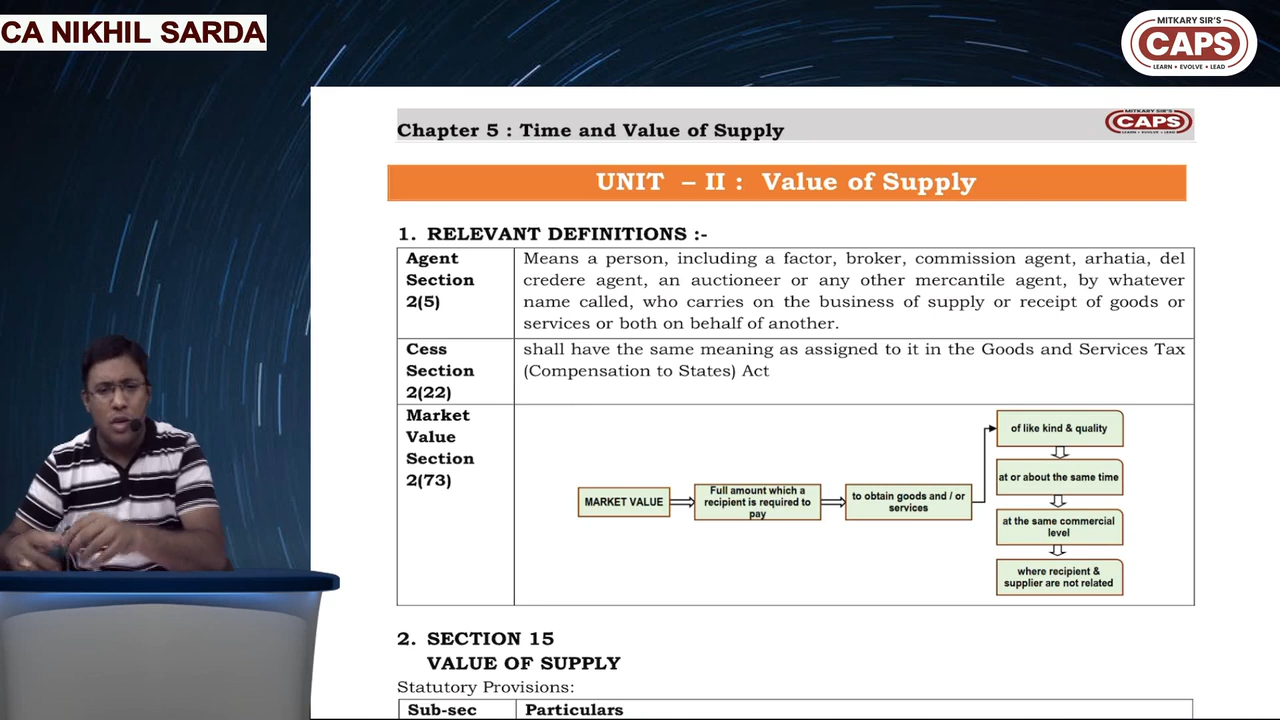 CA NIKHIL SARDA
MITKARY SIR'S
CAPS
LEARN • EVOLVE • LEAD
Chapter 5 : Time and Value of Supply
MITKARY SIR'S
CAPS
LEARN • EVOLVE • LEAD
UNIT – II : Value of Supply
1. RELEVANT DEFINITIONS :-
Agent
Section
2(5)
Means a person, including a factor, broker, commission agent, arhatia, del
credere agent, an auctioneer or any other mercantile agent, by whatever
name called, who carries on the business of supply or receipt of goods or
services or both on behalf of another.
Cess
Section
2(22)
shall have the same meaning as assigned to it in the Goods and Services Tax
(Compensation to States) Act
Market
Value
Section
2(73)
MARKET VALUE
Full amount which a
recipient is required to
pay
to obtain goods and / or
services
of like kind & quality
at or about the same time
at the same commercial
level
where recipient &
supplier are not related
2. SECTION 15
VALUE OF SUPPLY
Statutory Provisions:
Sub-sec
Particulars